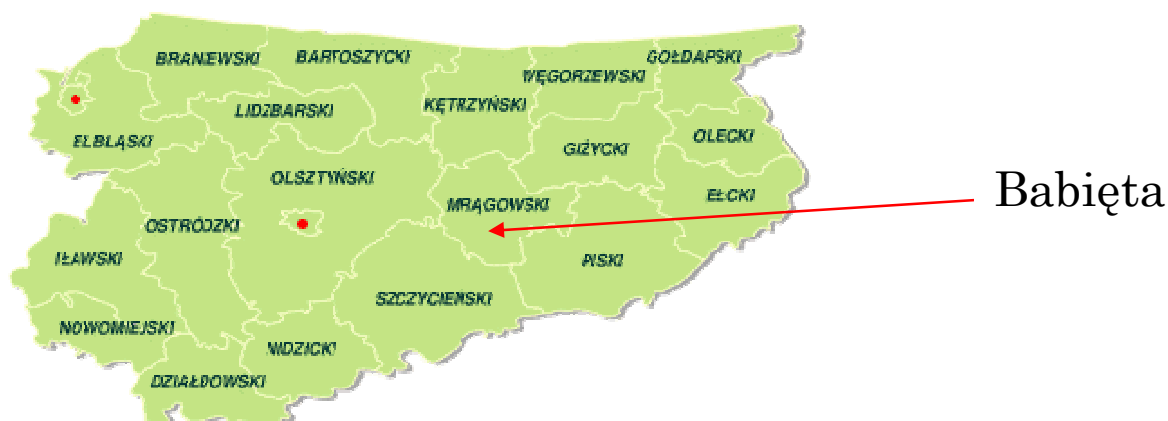 BRANIEWSKI
BARTOSZYCKI
GOŁDAPSKI
WĘGORZEWSKI
KĘTRZYŃSKI
LIDZBARSKI
ELBLĄSKI
GIŻYCKI
OLECKI
OLSZTYŃSKI
MRĄGOWSKI
EŁCKI
Babięta
OSTRÓDZKI
IŁAWSKI
PISKI
SZCZYCIEŃSKI
NOWOMIEJSKI
NIDZICKI
DZIAŁDOWSKI